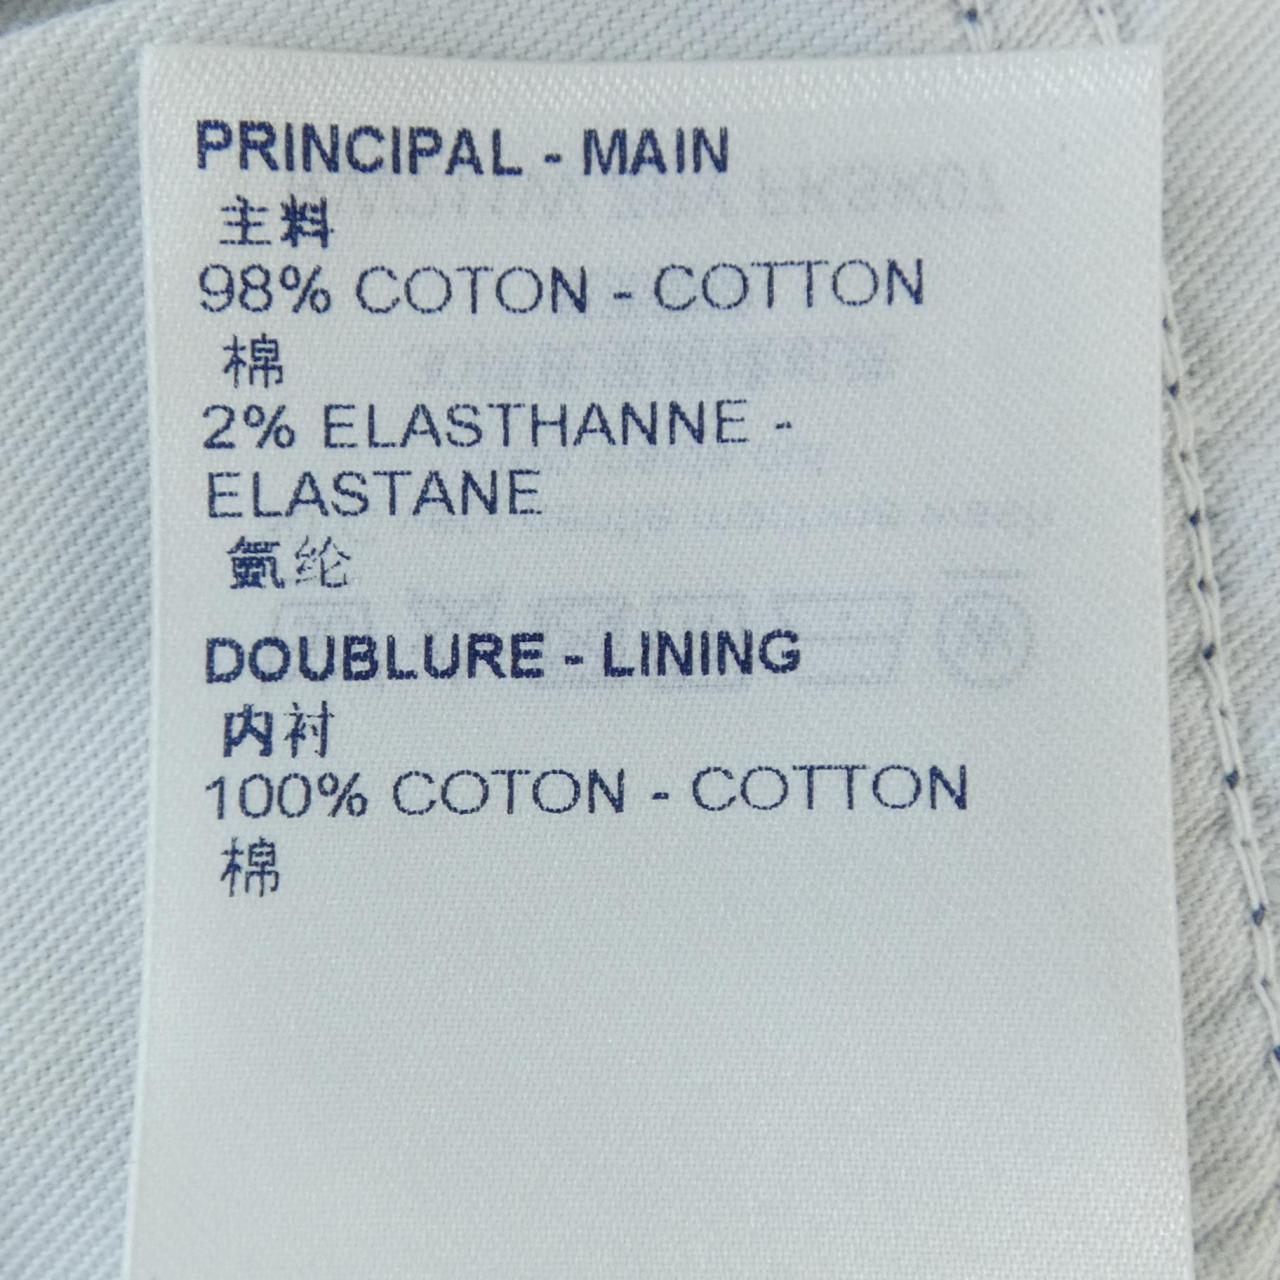 PRINCIPAL - MAIN
主料
98% COTON - COTTON
棉
2% ELASTHANNE -
ELASTANE
氨纶
DOUBLURE - LINING
内衬
100% COTON - COTTON
棉